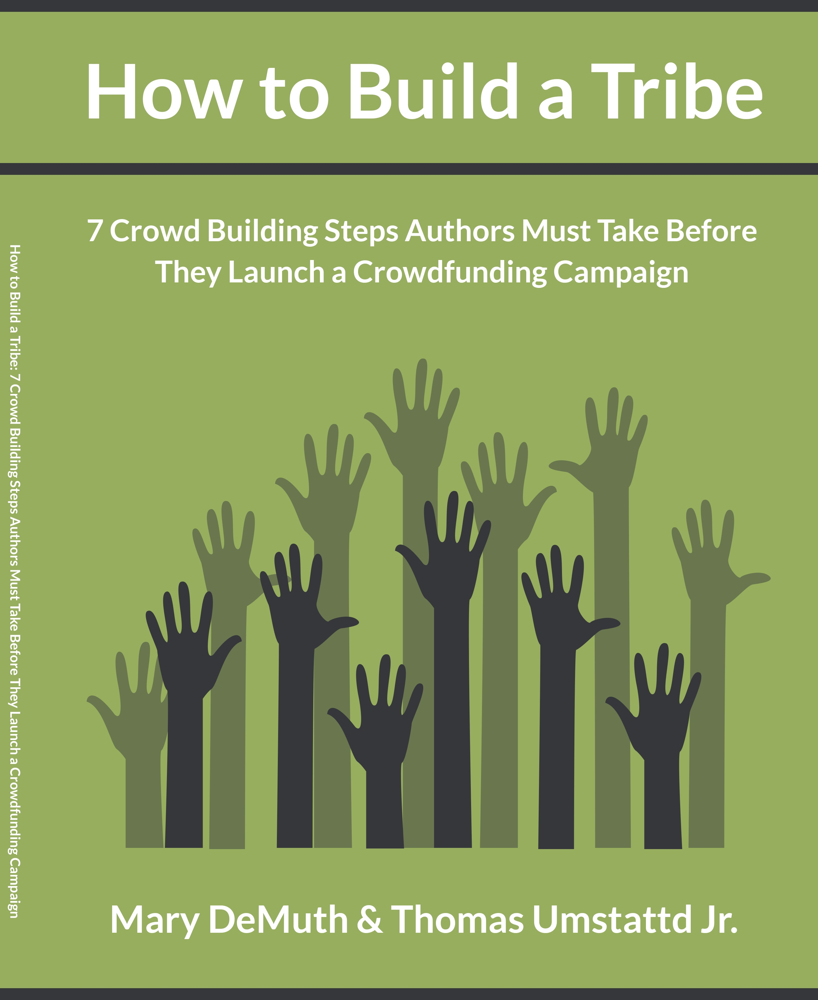 How to Build a Tribe
7 Crowd Building Steps Authors Must Take Before
They Launch a Crowdfunding Campaign
How to Build a Tribe: 7 Crowd Building Steps Authors Must Take Before They Launch a Crowdfunding Campaign
Mary DeMuth & Thomas Umstattd Jr.